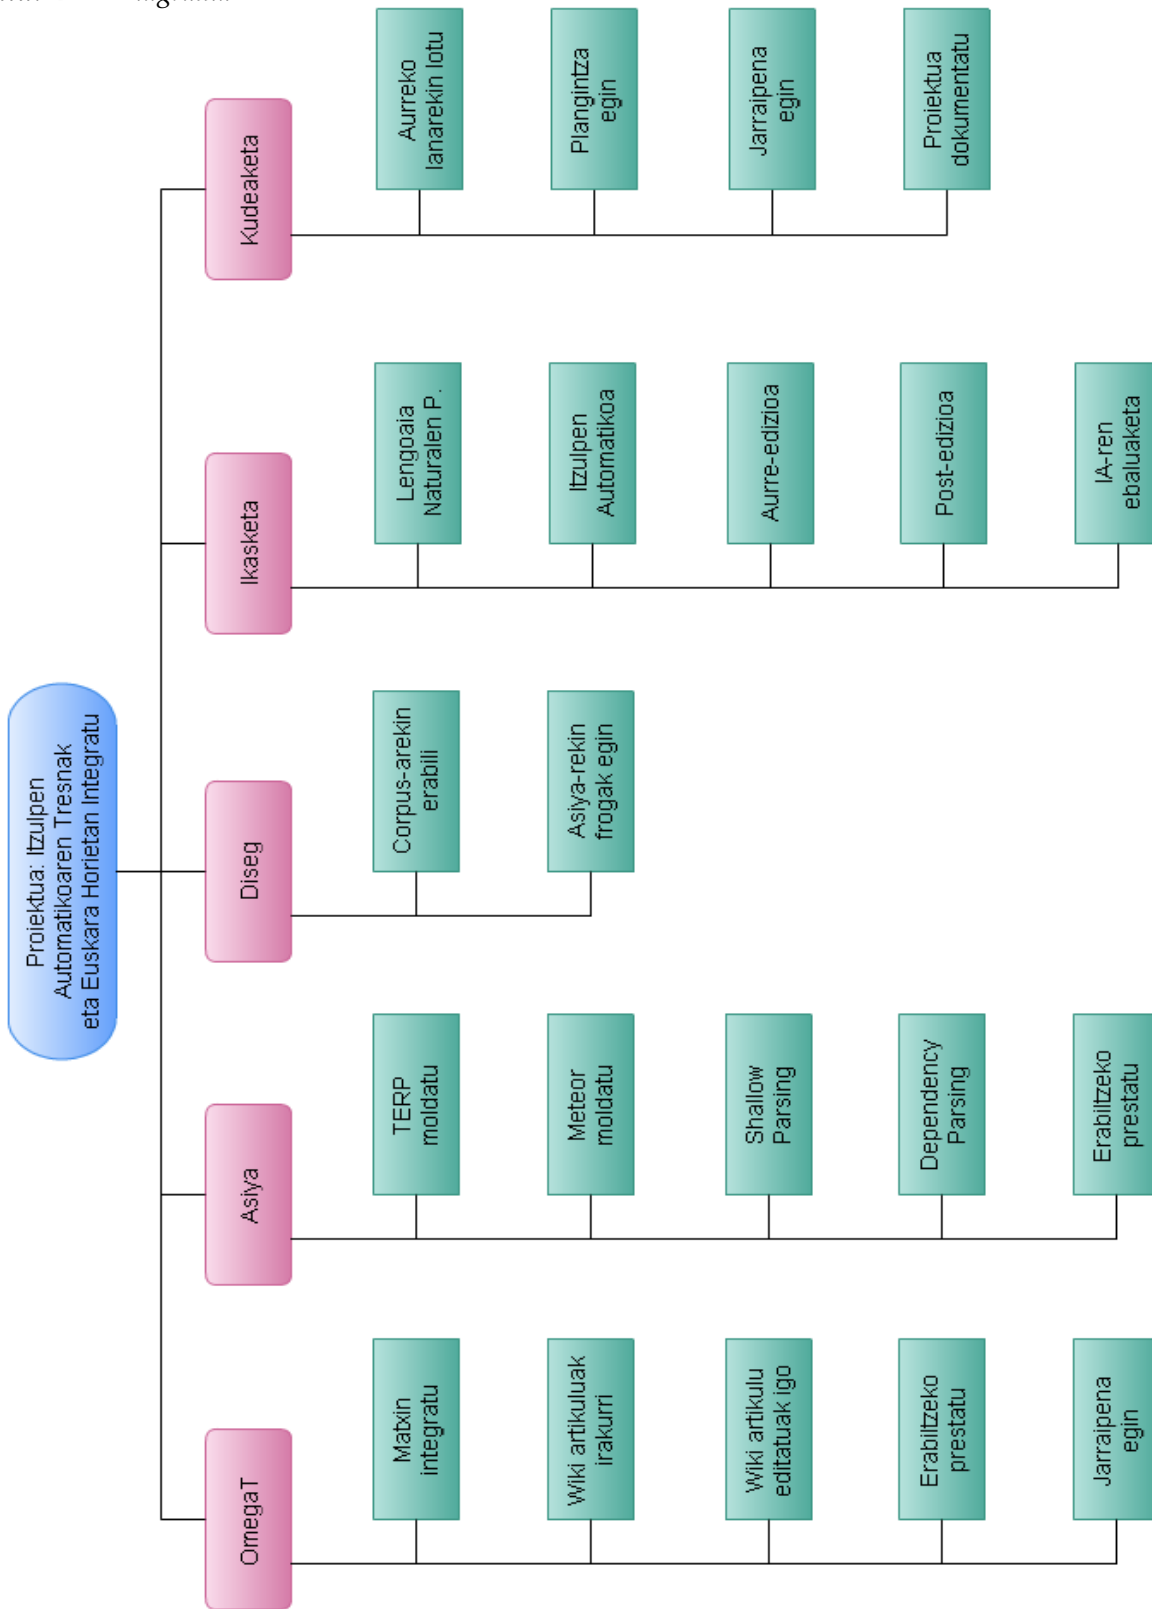 Proiektua: Itzulpen
Automatikoaren Tresnak
eta Euskara Horietan Integratu
OmegaT
Matxin
integratu
Wiki artikuluak
irakurri
Wiki artikulu
editatuak igo
Erabiltzeko
prestatu
Jarraipena
egin
Asiya
TERP
moldatu
Meteor
moldatu
Shallow
Parsing
Dependency
Parsing
Erabiltzeko
prestatu
Diseg
Corpus-arekin
erabili
Asiya-rekin
frogak egin
Ikasketa
Lengoaia
Naturalen P.
Itzulpen
Automatikoa
Aurre-edizioa
Post-edizioa
IA-ren
ebaluaketa
Kudeaketa
Aurreko
lanarekin lotu
Plangintza
egin
Jarraipena
egin
Proiektua
dokumentatu